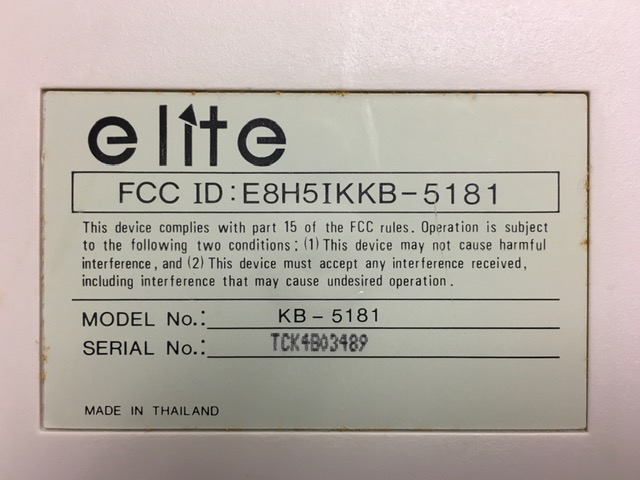 elite
FCC ID: E8H5IKKB-5181
This device complies with part 15 of the FCC rules. Operation is subject
to the following two conditions: (1) This device may not cause harmful
interference, and (2) This device must accept any interference received,
including interference that may cause undesired operation.
MODEL No.: KB-5181
SERIAL No.: TCK4B03489
MADE IN THAILAND